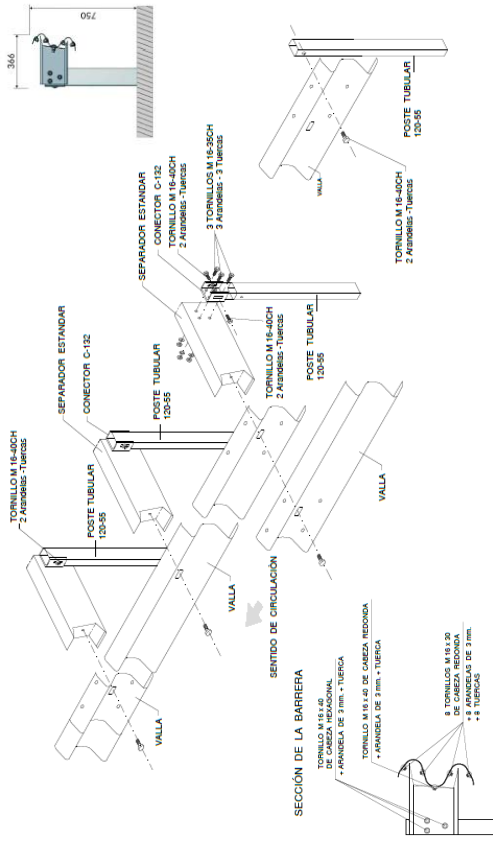 750
366
TORNILLO M 16-40CH
2 Arandelas -Tuercas
SEPARADOR ESTANDAR
CONECTOR C-132
POSTE TUBULAR
120-55
POSTE TUBULAR
120-55
VALLA
VALLA
SENTIDO DE CIRCULACIÓN
SEPARADOR ESTANDAR
CONECTOR C-132
TORNILLO M 16-40CH
2 Arandelas -Tuercas
3 TORNILLOS M 16-35CH
3 Arandelas - 3 Tuercas
TORNILLO M 16-40CH
2 Arandelas -Tuercas
POSTE TUBULAR
120-55
VALLA
VALLA
POSTE TUBULAR
120-55
TORNILLO M 16-40CH
2 Arandelas -Tuercas
SECCIÓN DE LA BARRERA
TORNILLO M 16 x 40
DE CABEZA HEXAGONAL
+ ARANDELA DE 3 mm. + TUERCA
TORNILLO M 16 x 40 DE CABEZA REDONDA
+ ARANDELA DE 3 mm. + TUERCA
8 TORNILLOS M 16 x 30
DE CABEZA REDONDA
+ 8 ARANDELAS DE 3 mm.
+ 8 TUERCAS